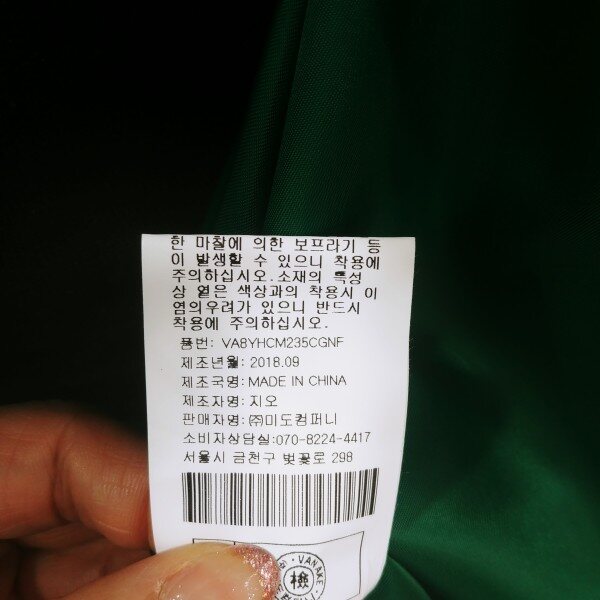 한 마찰에 의한 보프라기 등
이 발생할 수 있으니 착용에
주의하십시오.소재의 특성
상 옅은 색상과의 착용시 이
염의우려가 있으니 반드시
착용에 주의하십시오.
품번: VA8YHCM235CGNF
제조년월: 2018.09
제조국명: MADE IN CHINA
제조자명: 지오
판매자명: ㈜미도컴퍼니
소비자상담실:070-8224-4417
서울시 금천구 벚꽃로 298
VANAKE
檢